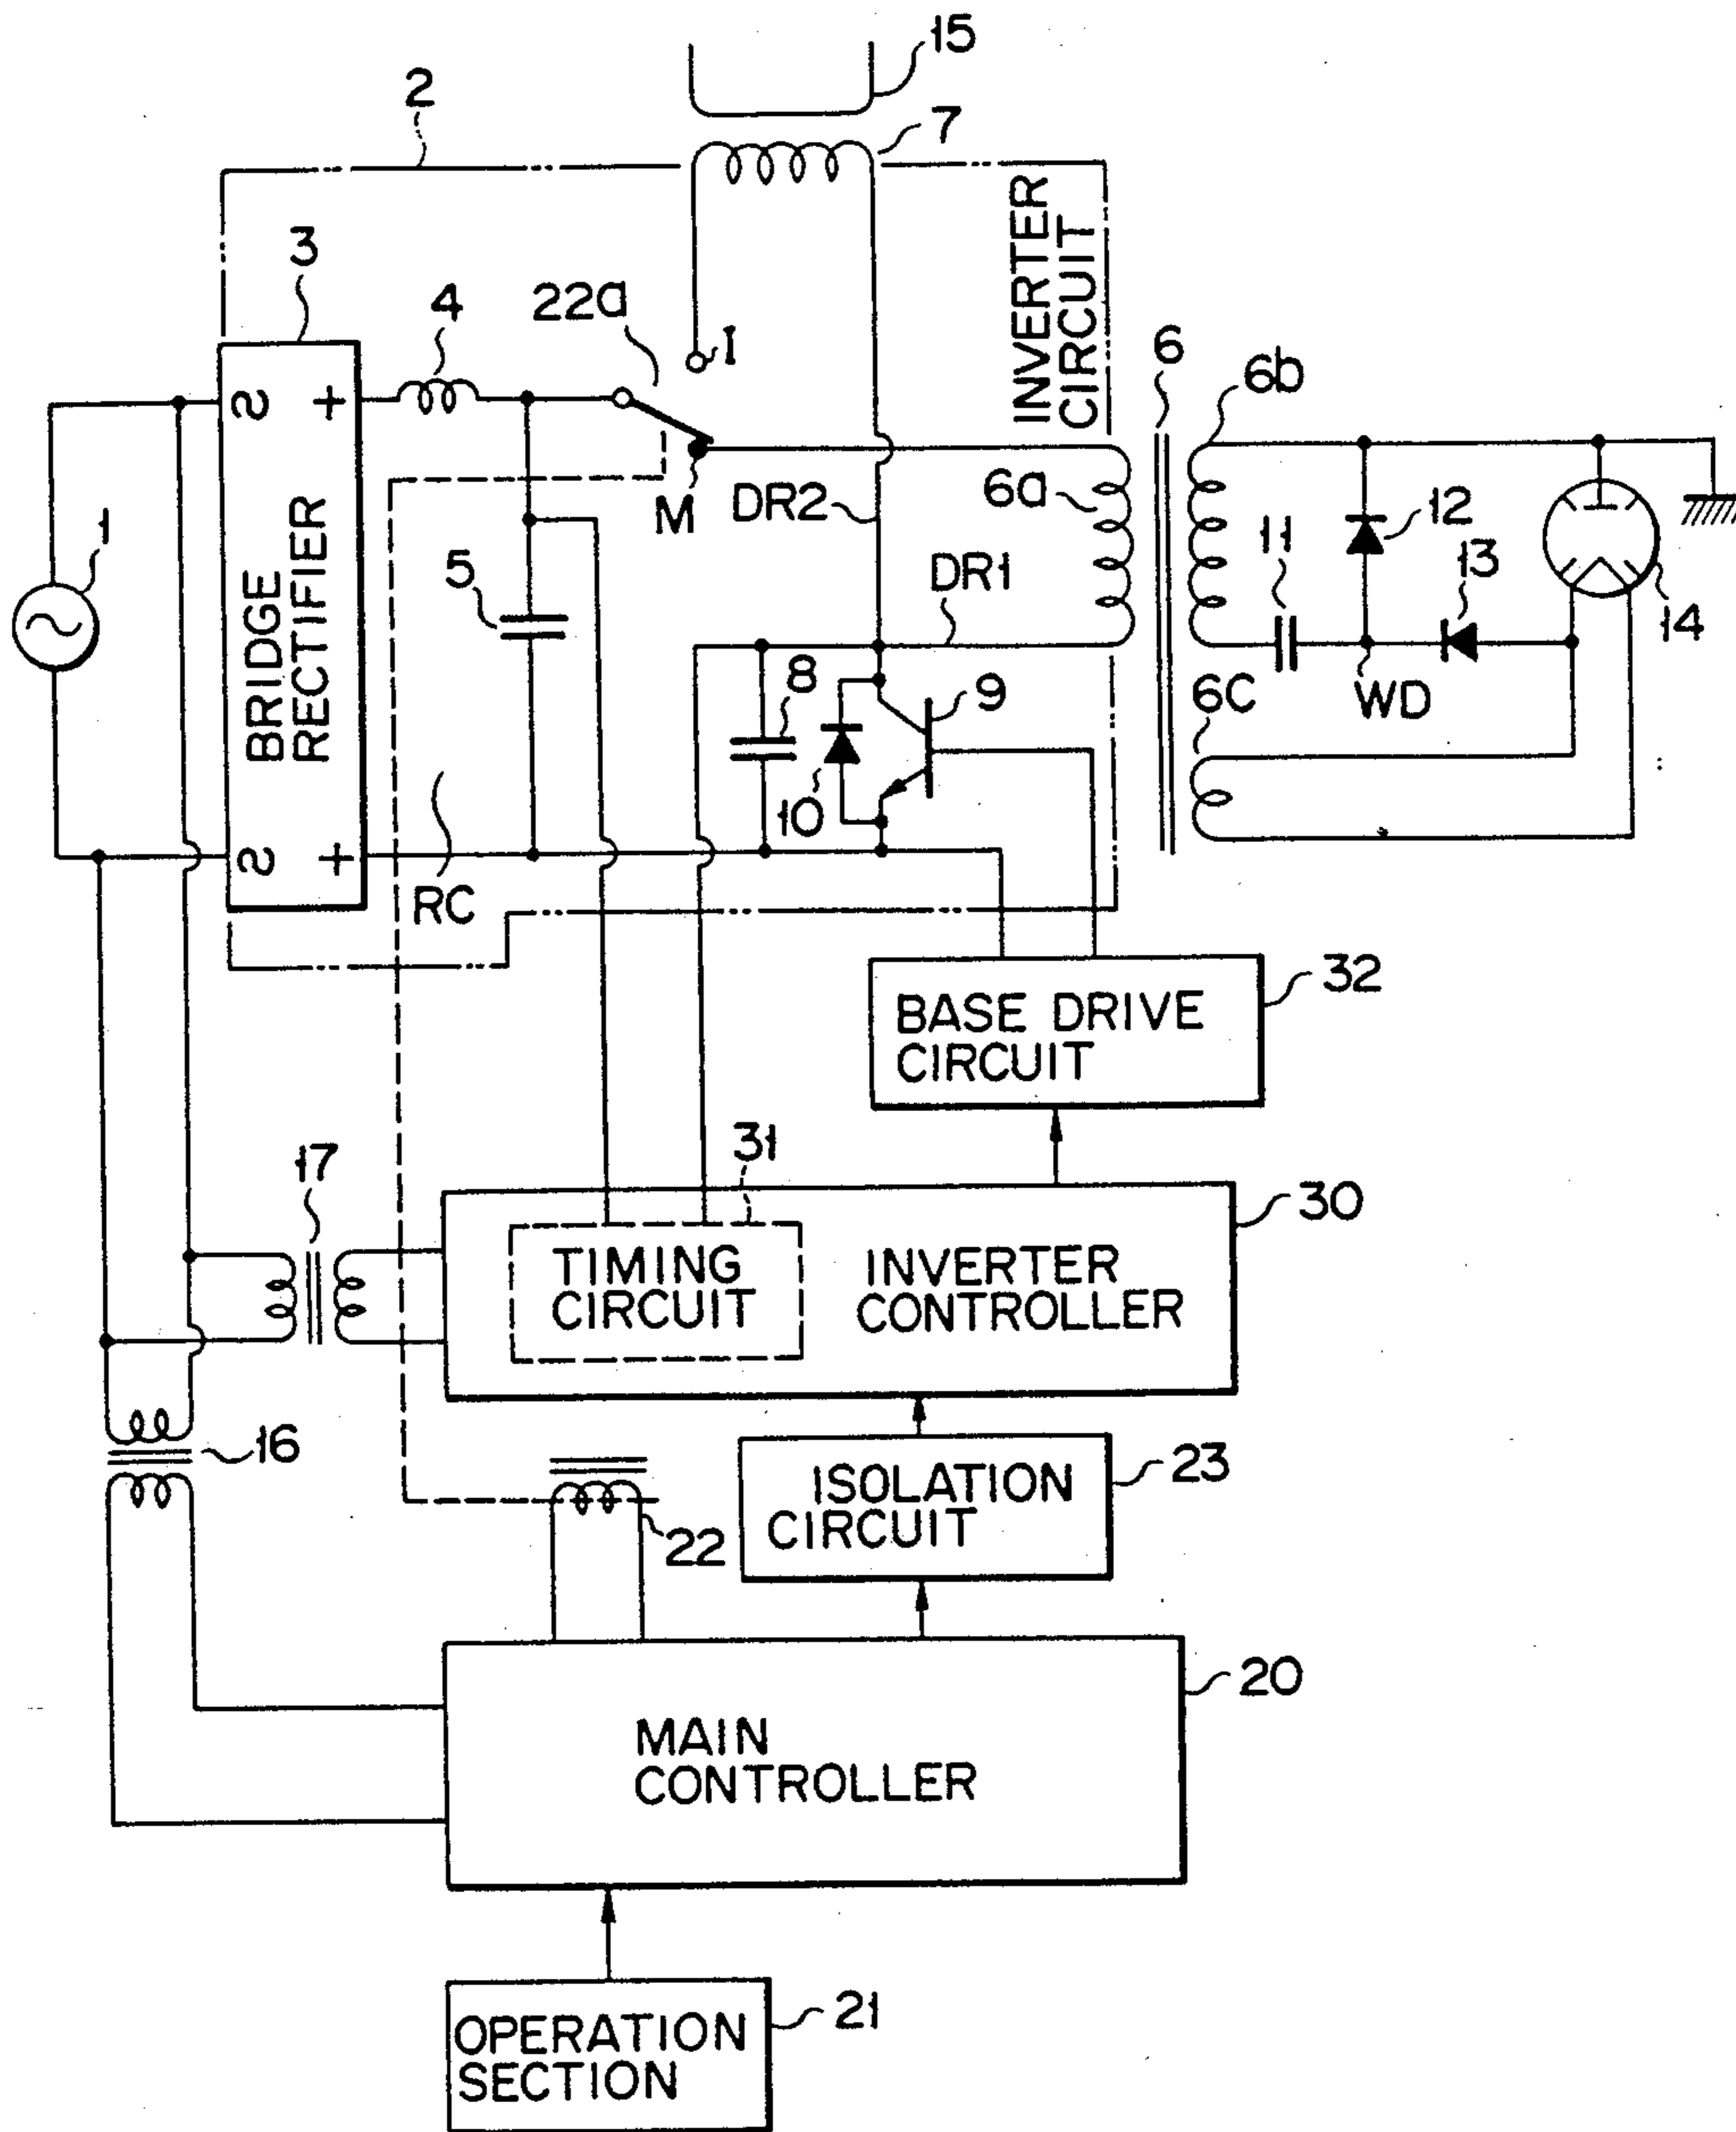 15
2
7
INVERTER
CIRCUIT
3
4
22a
I
6
6b
1
BRIDGE
RECTIFIER
+
+
M
DR2
6a
5
DR1
11
12
13
14
8
9
10
6C
WD
RC
BASE DRIVE
CIRCUIT
32
17
31
30
TIMING
CIRCUIT
INVERTER
CONTROLLER
16
22
ISOLATION
CIRCUIT
23
MAIN
CONTROLLER
20
OPERATION
SECTION
21